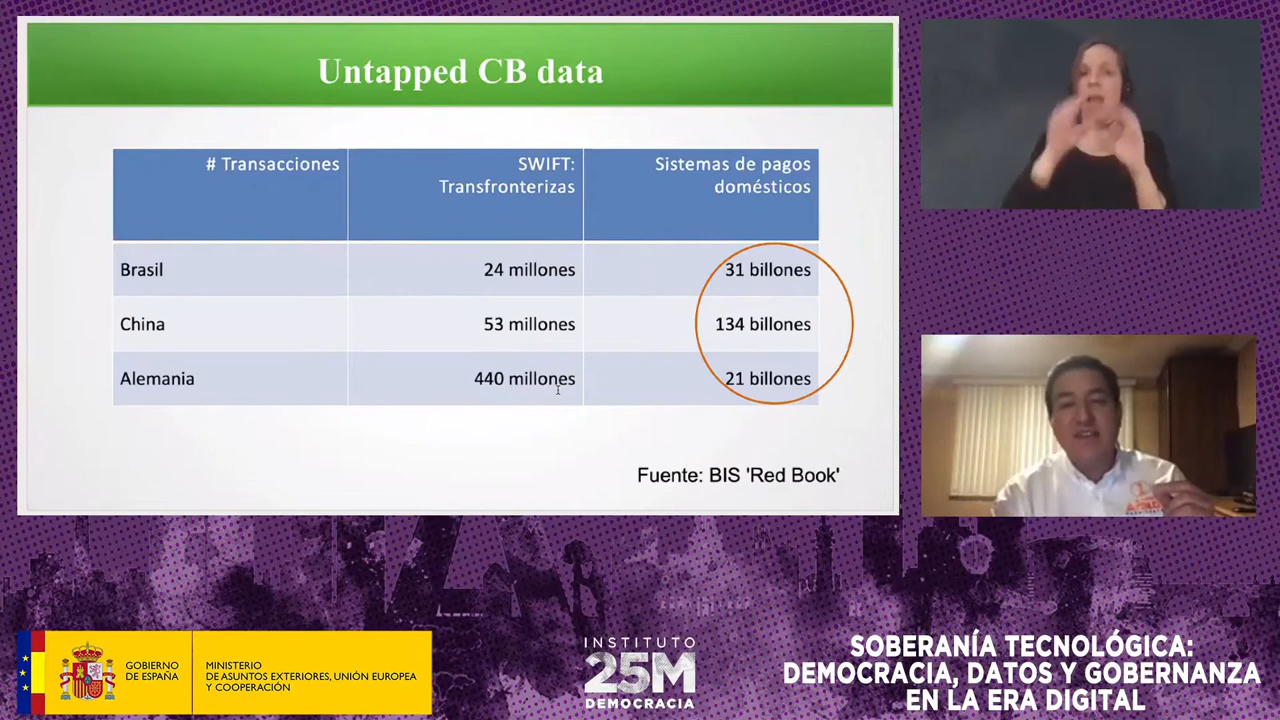 Untapped CB data
# Transacciones
SWIFT:
Transfronterizas
Sistemas de pagos
domésticos
Brasil
24 millones
31 billones
China
53 millones
134 billones
Alemania
440 millones
21 billones
Fuente: BIS 'Red Book'
GOBIERNO
DE ESPAÑA
MINISTERIO
DE ASUNTOS EXTERIORES, UNIÓN EUROPEA
Y COOPERACIÓN
INSTITUTO
25M
DEMOCRACIA
SOBERANÍA TECNOLÓGICA:
DEMOCRACIA, DATOS Y GOBERNANZA
EN LA ERA DIGITAL